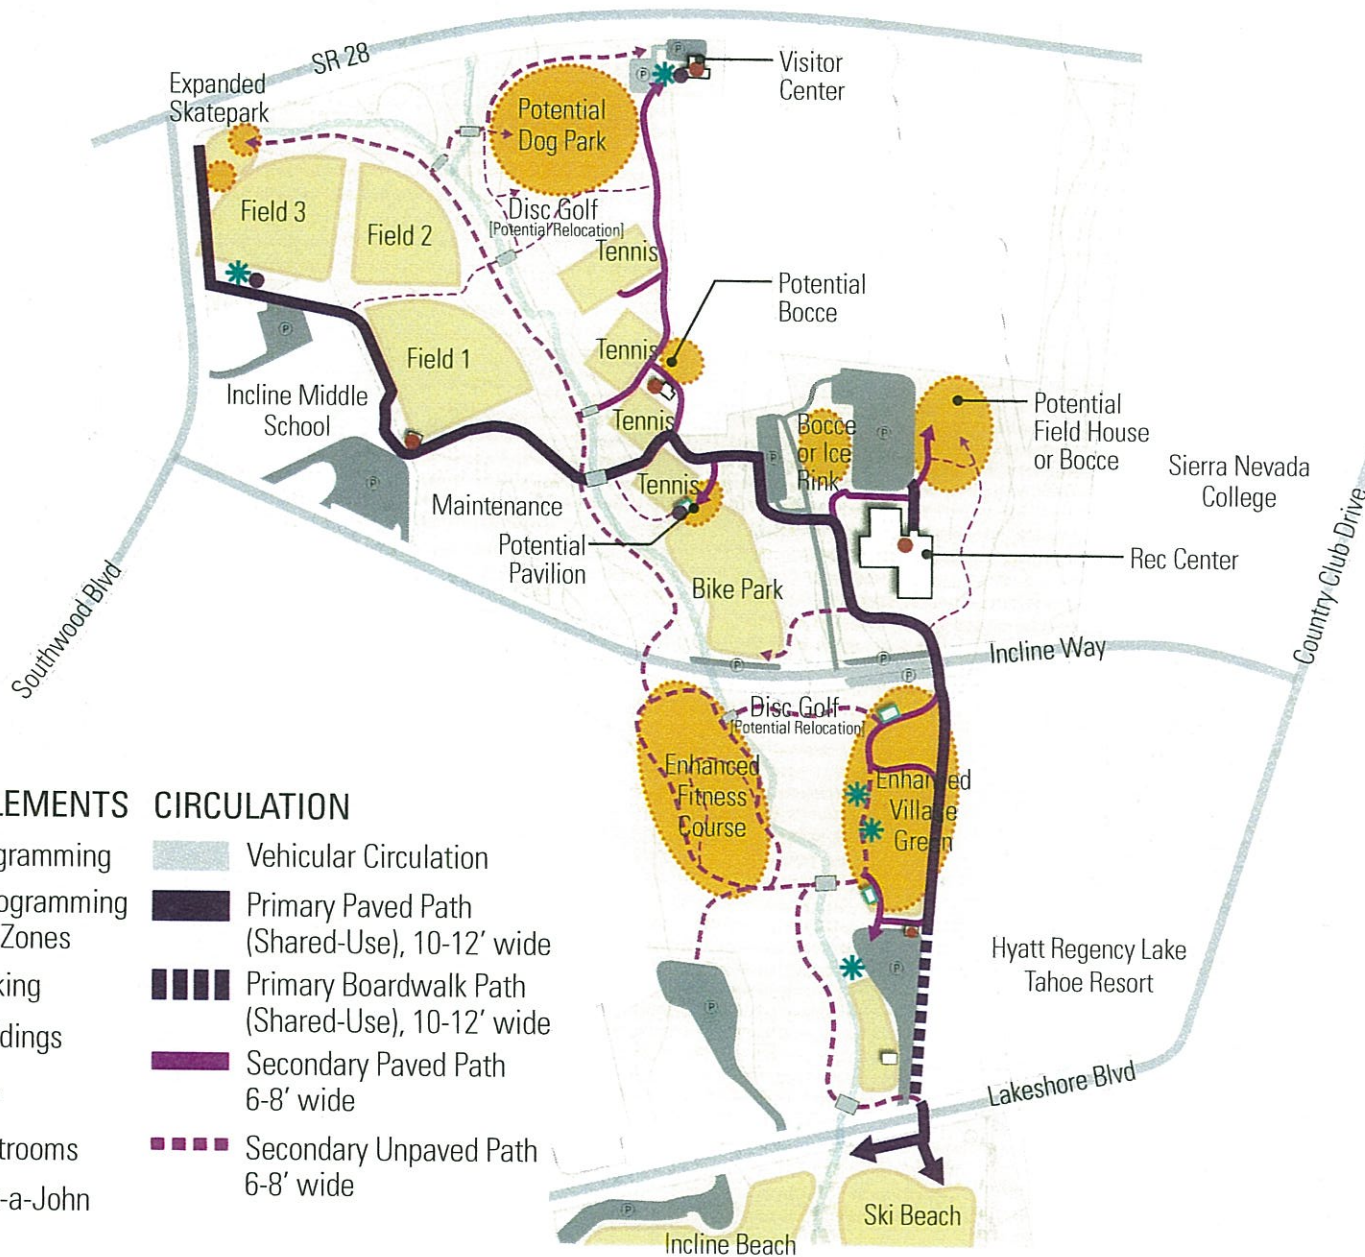 SR 28
Expanded
Skatepark
Visitor
Center
Potential
Dog Park
Field 3
Field 2
Disc Golf
[Potential Relocation]
Tennis
Potential
Bocce
Tennis
Field 1
Incline Middle
School
Tennis
Bocce
or Ice
Rink
Potential
Field House
or Bocce
Sierra Nevada
College
Country Club Drive
Tennis
Maintenance
Potential
Pavilion
Rec Center
Bike Park
Southwood Blvd
Incline Way
Disc Golf
[Potential Relocation]
Enhanced
Fitness
Course
Enhanced
Village
Green
Hyatt Regency Lake
Tahoe Resort
Lakeshore Blvd
Ski Beach
Incline Beach
P
P
P
P
P
P
P
P
P
P
P
P
LEMENTS
gramming
ogramming
Zones
king
dings
trooms
-a-John
CIRCULATION
Vehicular Circulation
Primary Paved Path
(Shared-Use), 10-12' wide
Primary Boardwalk Path
(Shared-Use), 10-12' wide
Secondary Paved Path
6-8' wide
Secondary Unpaved Path
6-8' wide